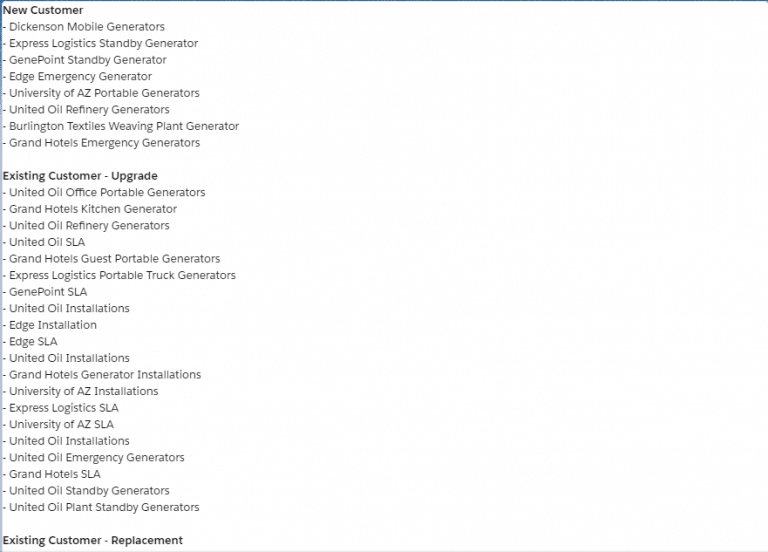 New Customer
- Dickenson Mobile Generators
- Express Logistics Standby Generator
- GenePoint Standby Generator
- Edge Emergency Generator
- University of AZ Portable Generators
- United Oil Refinery Generators
- Burlington Textiles Weaving Plant Generator
- Grand Hotels Emergency Generators
Existing Customer - Upgrade
- United Oil Office Portable Generators
- Grand Hotels Kitchen Generator
- United Oil Refinery Generators
- United Oil SLA
- Grand Hotels Guest Portable Generators
- Express Logistics Portable Truck Generators
- GenePoint SLA
- United Oil Installations
- Edge Installation
- Edge SLA
- United Oil Installations
- Grand Hotels Generator Installations
- University of AZ Installations
- Express Logistics SLA
- University of AZ SLA
- United Oil Installations
- United Oil Emergency Generators
- Grand Hotels SLA
- United Oil Standby Generators
- United Oil Plant Standby Generators
Existing Customer - Replacement